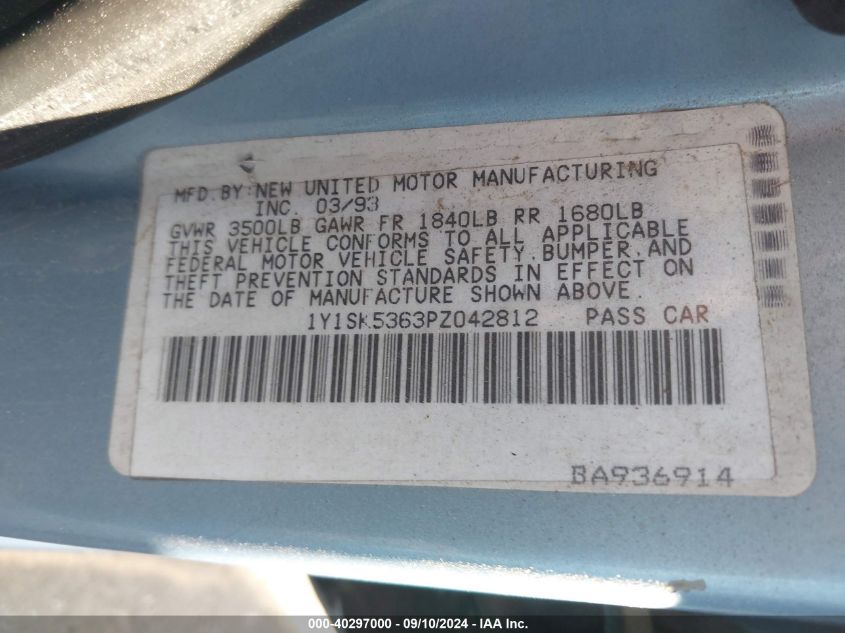 MFD. BY: NEW UNITED MOTOR MANUFACTURING
INC. 03/93
GVWR 3500LB GAWR FR 1840LB RR 1680LB
THIS VEHICLE CONFORMS TO ALL APPLICABLE
FEDERAL MOTOR VEHICLE SAFETY, BUMPER, AND
THEFT PREVENTION STANDARDS IN EFFECT ON
THE DATE OF MANUFACTURE SHOWN ABOVE.
1Y1SK5363PZ042812 PASS CAR
BA936914
000-40297000 - 09/10/2024 - IAA Inc.